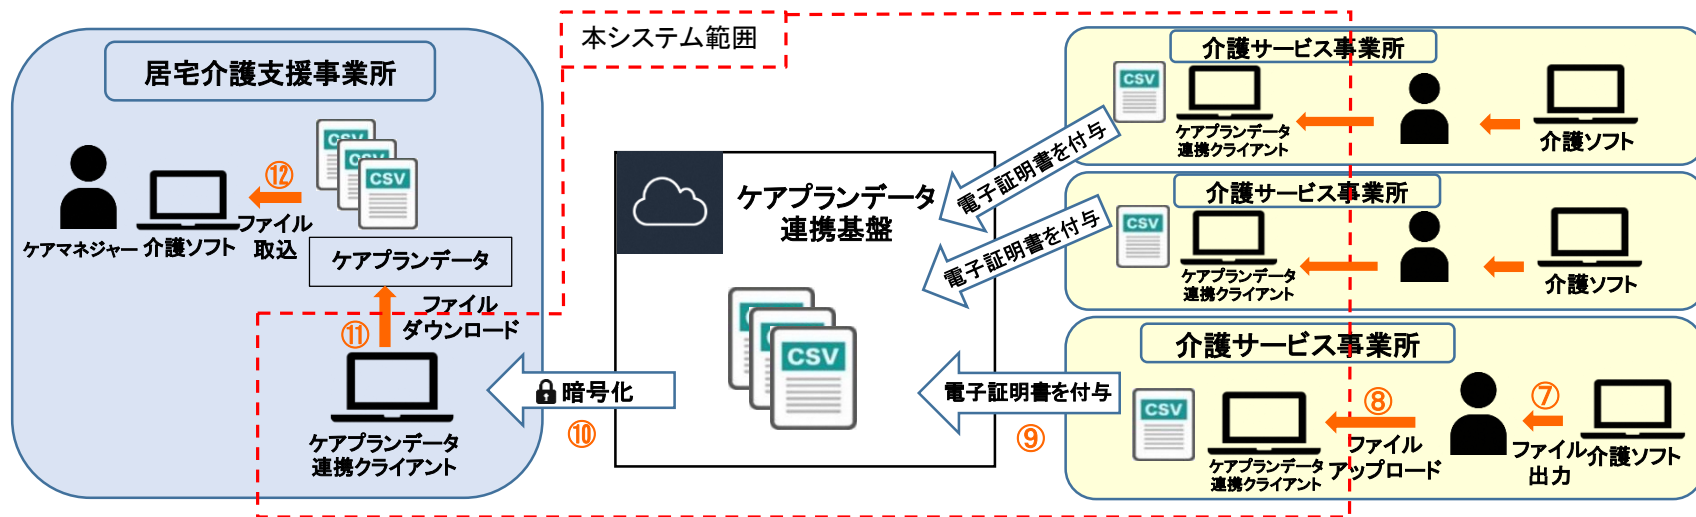 本システム範囲
居宅介護支援事業所
CSV
CSV
CSV
⑫
ファイル
取込
ケアマネジャー
介護ソフト
ケアプランデータ
⑪
ファイル
ダウンロード
ケアプランデータ
連携クライアント
暗号化
⑩
ケアプランデータ
連携基盤
CSV
電子証明書を付与
電子証明書を付与
電子証明書を付与
⑨
介護サービス事業所
CSV
ケアプランデータ
連携クライアント
介護ソフト
介護サービス事業所
CSV
ケアプランデータ
連携クライアント
介護ソフト
介護サービス事業所
CSV
ケアプランデータ
連携クライアント
⑧
ファイル
アップロード
⑦
ファイル
出力
介護ソフト